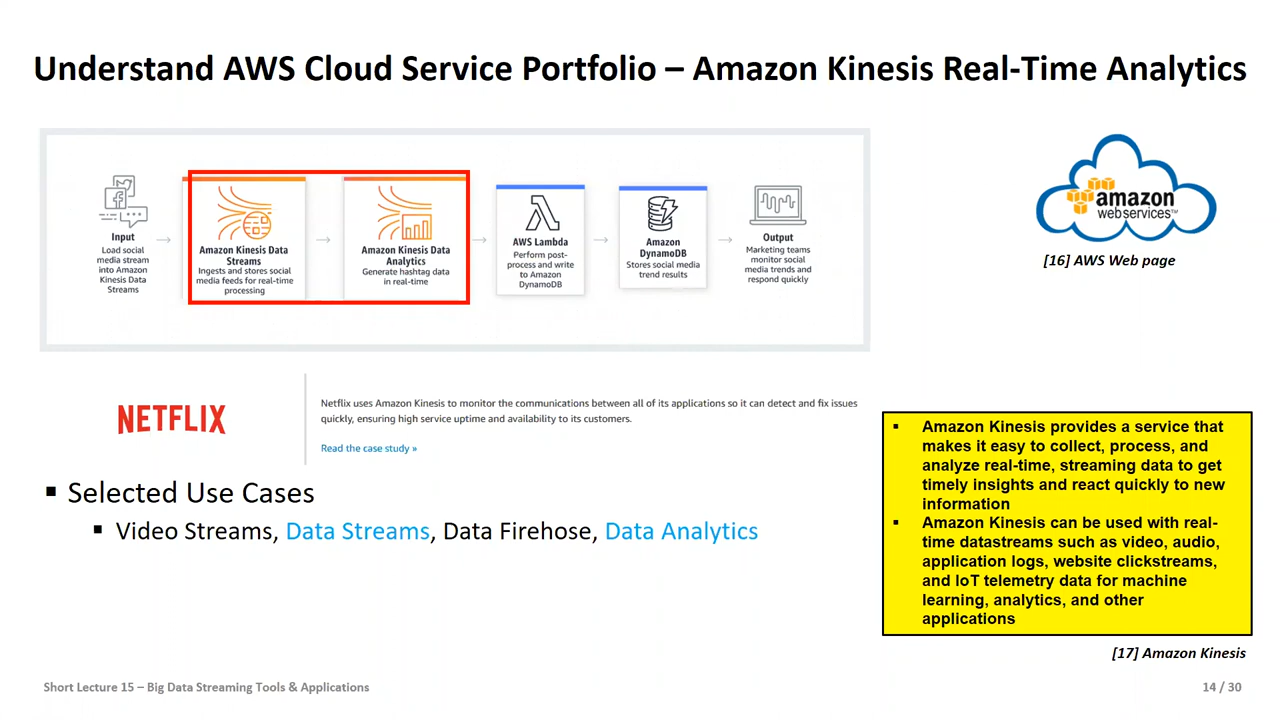 Understand AWS Cloud Service Portfolio – Amazon Kinesis Real-Time Analytics
Input
Load social
media stream
into Amazon
Kinesis Data
Streams
Amazon Kinesis Data
Streams
Ingests and stores social
media feeds for real-time
processing
Amazon Kinesis Data
Analytics
Generate hashtag data
in real-time
AWS Lambda
Perform post-
process and write
to Amazon
DynamoDB
Amazon
DynamoDB
Stores social media
trend results
Output
Marketing teams
monitor social
media trends and
respond quickly
amazon
webservices™
[16] AWS Web page
NETFLIX
Netflix uses Amazon Kinesis to monitor the communications between all of its applications so it can detect and fix issues
quickly, ensuring high service uptime and availability to its customers.
Read the case study »
▪ Selected Use Cases
▪ Video Streams, Data Streams, Data Firehose, Data Analytics
▪ Amazon Kinesis provides a service that
makes it easy to collect, process, and
analyze real-time, streaming data to get
timely insights and react quickly to new
information
▪ Amazon Kinesis can be used with real-
time datastreams such as video, audio,
application logs, website clickstreams,
and IoT telemetry data for machine
learning, analytics, and other
applications
[17] Amazon Kinesis
Short Lecture 15 – Big Data Streaming Tools & Applications
14 / 30